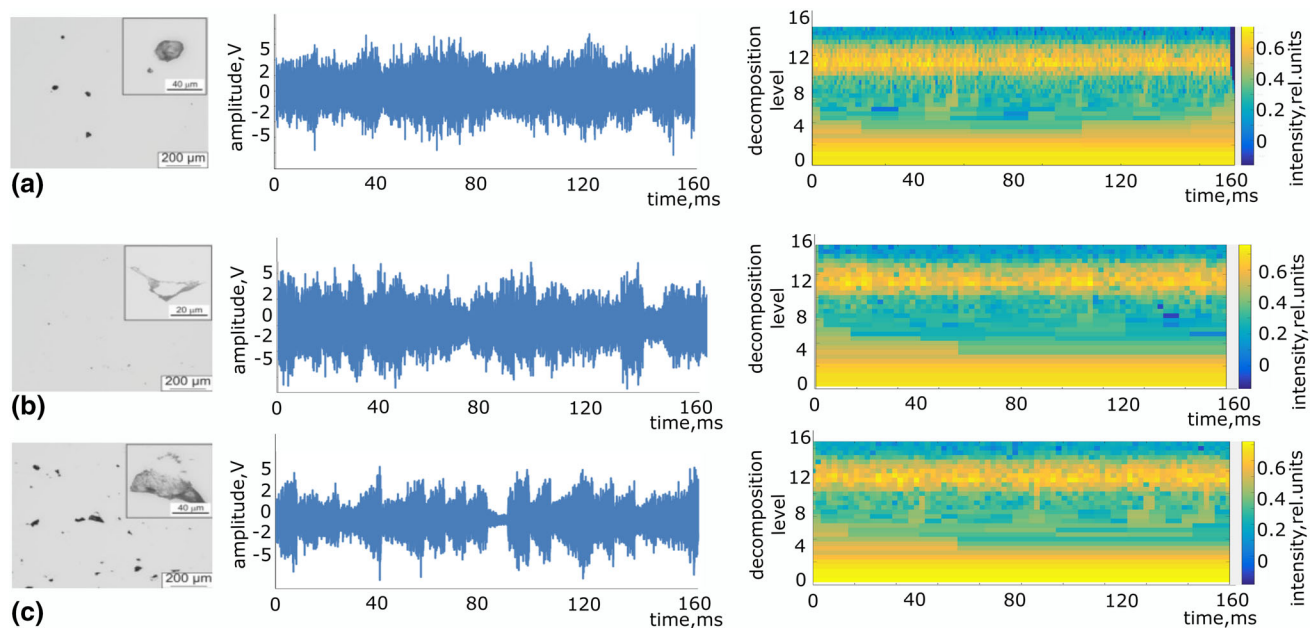 40 μm
200 μm
(a)
amplitude,V
5
2
0
-2
-5
0
40
80
120
160
time,ms
decomposition
level
16
12
8
4
0
0
40
80
120
160
time,ms
0.6
0.4
0.2
0
intensity,rel.units
20 μm
200 μm
(b)
amplitude,V
5
2
0
-2
-5
0
40
80
120
160
time,ms
decomposition
level
16
12
8
4
0
0
40
80
120
160
time,ms
0.6
0.4
0.2
0
intensity,rel.units
40 μm
200 μm
(c)
amplitude,V
5
2
0
-2
-5
0
40
80
120
160
time,ms
decomposition
level
16
12
8
4
0
0
40
80
120
160
time,ms
0.6
0.4
0.2
0
intensity,rel.units